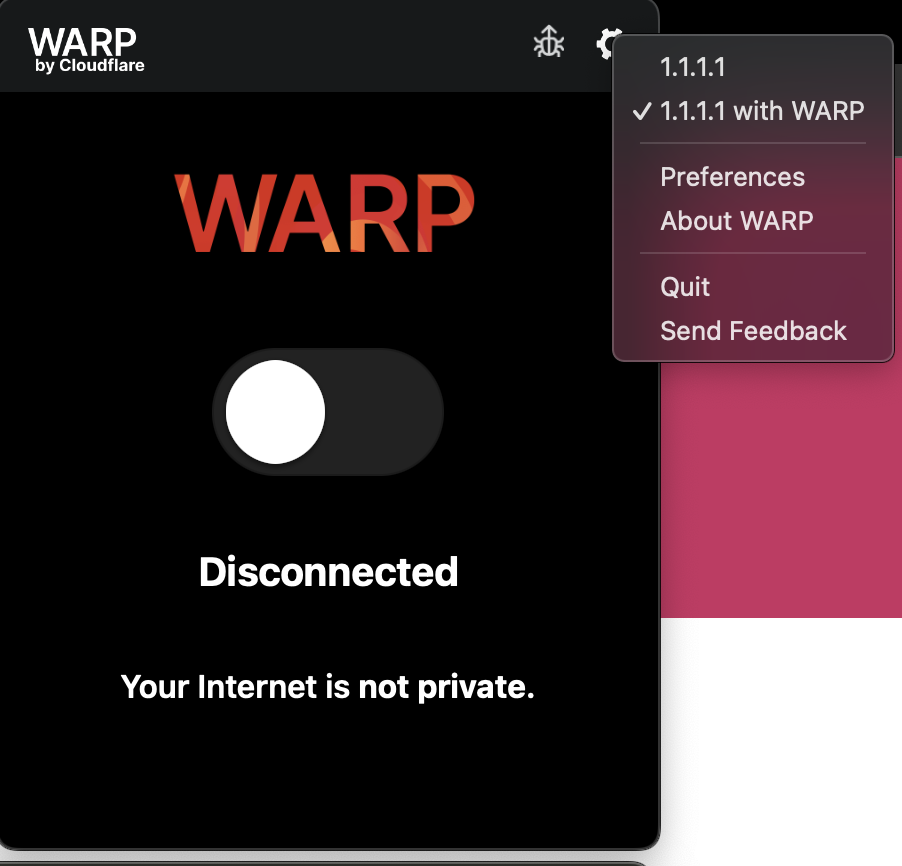 WARP
by Cloudflare
WARP
Disconnected
Your Internet is not private.
1.1.1.1
✓ 1.1.1.1 with WARP
Preferences
About WARP
Quit
Send Feedback